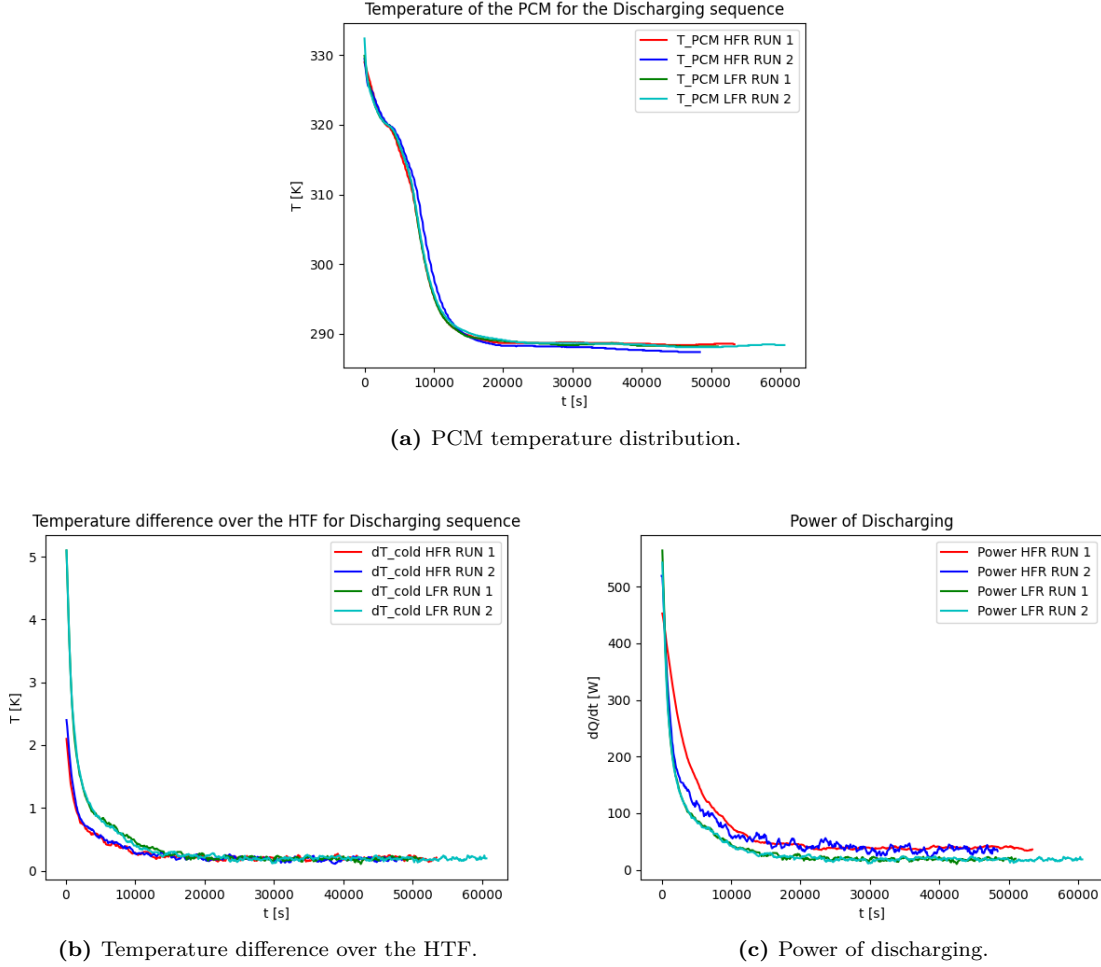 Temperature of the PCM for the Discharging sequence
T_PCM HFR RUN 1
T_PCM HFR RUN 2
T_PCM LFR RUN 1
T_PCM LFR RUN 2
330
320
310
300
290
T [K]
0 10000 20000 30000 40000 50000 60000
t [s]
(a) PCM temperature distribution.
Temperature difference over the HTF for Discharging sequence
dT_cold HFR RUN 1
dT_cold HFR RUN 2
dT_cold LFR RUN 1
dT_cold LFR RUN 2
5
4
3
2
1
0
T [K]
0 10000 20000 30000 40000 50000 60000
t [s]
(b) Temperature difference over the HTF.
Power of Discharging
Power HFR RUN 1
Power HFR RUN 2
Power LFR RUN 1
Power LFR RUN 2
500
400
300
200
100
0
dQ/dt [W]
0 10000 20000 30000 40000 50000 60000
t [s]
(c) Power of discharging.